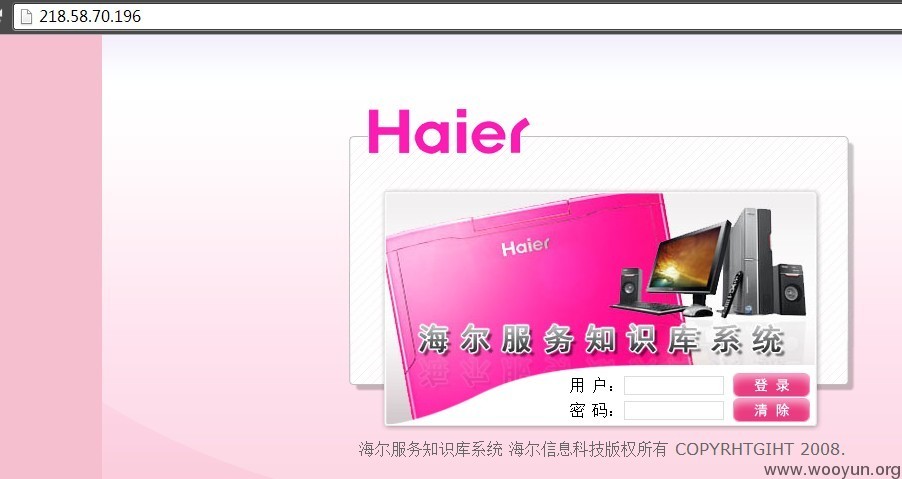 218.58.70.196
Haier
Haier
海尔服务知识库系统
用 户：
登 录
密 码：
清 除
海尔服务知识库系统 海尔信息科技版权所有 COPYRHTGIHT 2008.
www.wooyun.org